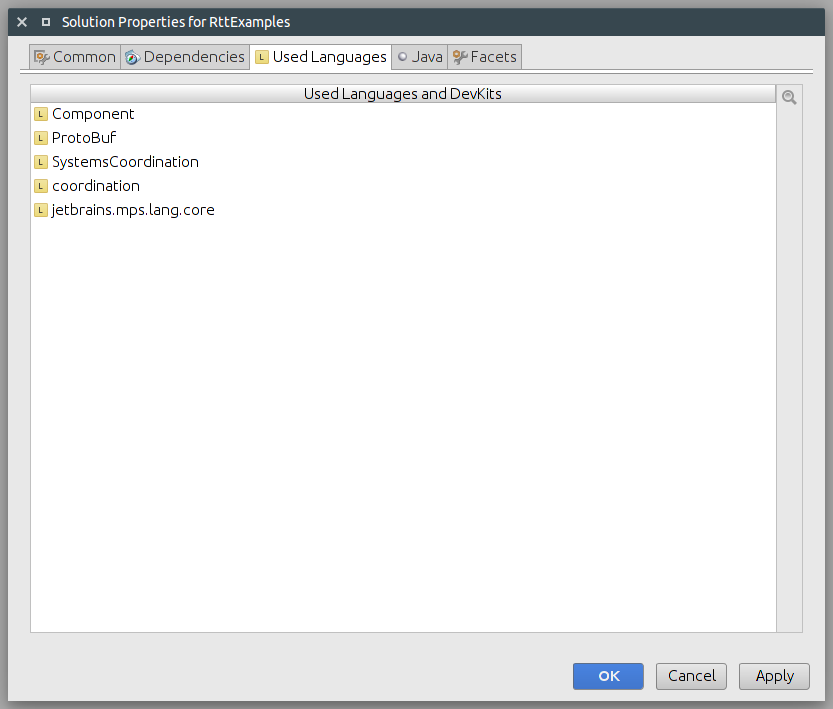 Solution Properties for RttExamples
Common Dependencies L Used Languages Java Facets
Used Languages and DevKits
L Component
L ProtoBuf
L SystemsCoordination
L coordination
L jetbrains.mps.lang.core
OK Cancel Apply